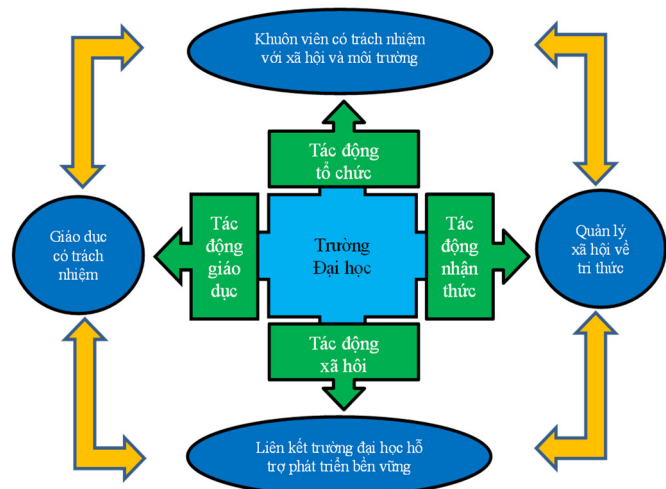 Khuôn viên có trách nhiệm
với xã hội và môi trường
Tác động
tổ chức
Giáo dục
có trách
nhiệm
Tác
động
giáo
dục
Trường
Đại học
Tác
động
nhận
thức
Quản lý
xã hội về
tri thức
Tác động
xã hôi
Liên kết trường đại học hỗ
trợ phát triển bền vững